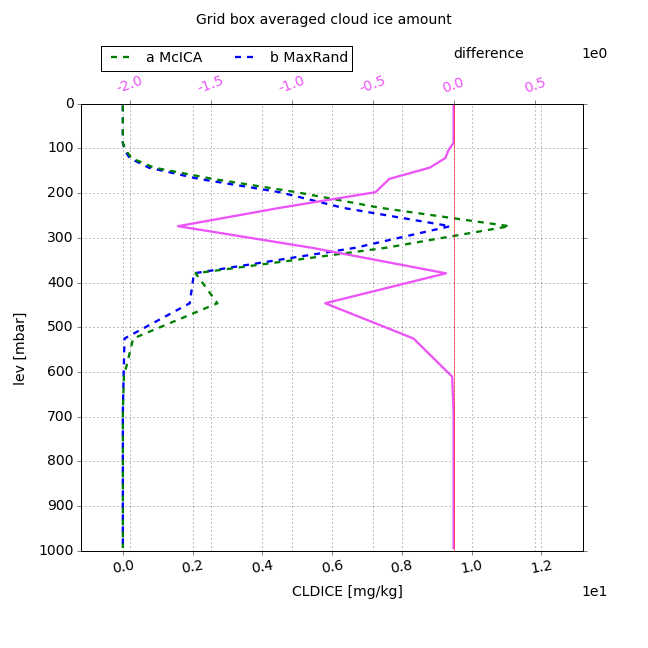 Grid box averaged cloud ice amount
a McICA b MaxRand difference 1e0
-2.0 -1.5 -1.0 -0.5 0.0 0.5
0
100
200
300
400
500
600
700
800
900
1000
lev [mbar]
0.0 0.2 0.4 0.6 0.8 1.0 1.2
CLDICE [mg/kg] 1e1